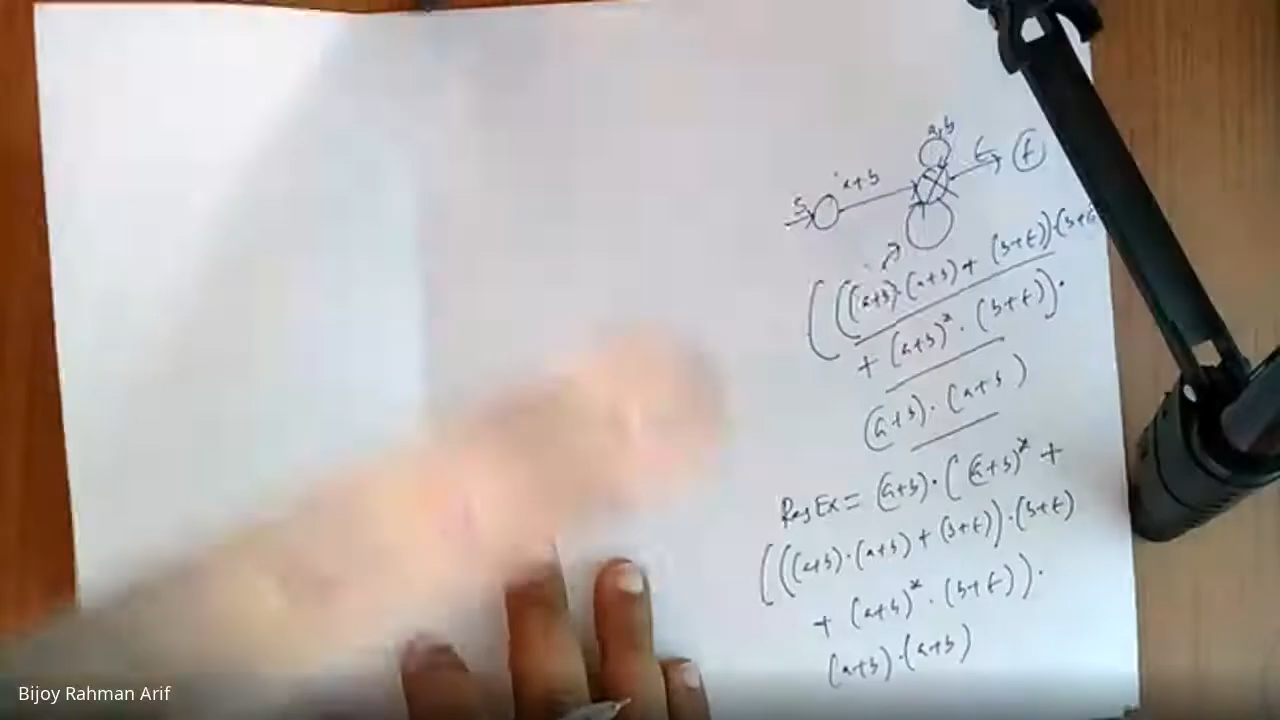 a,b
a+b
S
ϵ
f
(((a+b)·(a+b) + (b+ϵ))·(b+ϵ)
+ (a+b)* · (b+ϵ))·
(a+b)·(a+b)
RegEx = (a+b)·((a+b)* +
(((a+b)·(a+b) + (b+ϵ))·(b+ϵ)
+ (a+b)* · (b+ϵ))·
(a+b)·(a+b)
Bijoy Rahman Arif